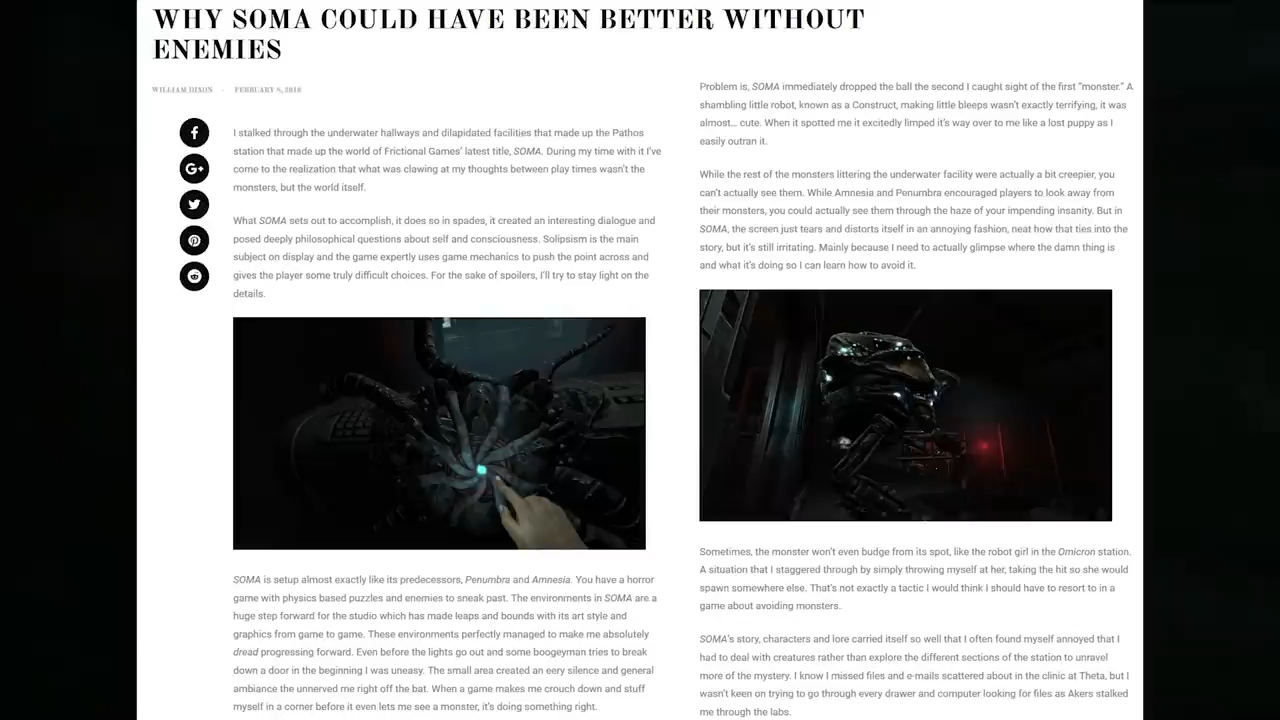 WHY SOMA COULD HAVE BEEN BETTER WITHOUT
ENEMIES
WILLIAM DIXON - FEBRUARY 8, 2018
I stalked through the underwater hallways and dilapidated facilities that made up the Pathos
station that made up the world of Frictional Games' latest title, SOMA. During my time with it I've
come to the realization that what was clawing at my thoughts between play times wasn't the
monsters, but the world itself.
What SOMA sets out to accomplish, it does so in spades, it created an interesting dialogue and
posed deeply philosophical questions about self and consciousness. Solipsism is the main
subject on display and the game expertly uses game mechanics to push the point across and
gives the player some truly difficult choices. For the sake of spoilers, I'll try to stay light on the
details.
SOMA is setup almost exactly like its predecessors, Penumbra and Amnesia. You have a horror
game with physics based puzzles and enemies to sneak past. The environments in SOMA are a
huge step forward for the studio which has made leaps and bounds with its art style and
graphics from game to game. These environments perfectly managed to make me absolutely
dread progressing forward. Even before the lights go out and some boogeyman tries to break
down a door in the beginning I was uneasy. The small area created an eery silence and general
ambiance the unnerved me right off the bat. When a game makes me crouch down and stuff
myself in a corner before it even lets me see a monster, it's doing something right.
Problem is, SOMA immediately dropped the ball the second I caught sight of the first "monster." A
shambling little robot, known as a Construct, making little bleeps wasn't exactly terrifying, it was
almost... cute. When it spotted me it excitedly limped it's way over to me like a lost puppy as I
easily outran it.
While the rest of the monsters littering the underwater facility were actually a bit creepier, you
can't actually see them. While Amnesia and Penumbra encouraged players to look away from
their monsters, you could actually see them through the haze of your impending insanity. But in
SOMA, the screen just tears and distorts itself in an annoying fashion, neat how that ties into the
story, but it's still irritating. Mainly because I need to actually glimpse where the damn thing is
and what it's doing so I can learn how to avoid it.
Sometimes, the monster won't even budge from its spot, like the robot girl in the Omicron station.
A situation that I staggered through by simply throwing myself at her, taking the hit so she would
spawn somewhere else. That's not exactly a tactic I would think I should have to resort to in a
game about avoiding monsters.
SOMA's story, characters and lore carried itself so well that I often found myself annoyed that I
had to deal with creatures rather than explore the different sections of the station to unravel
more of the mystery. I know I missed files and e-mails scattered about in the clinic at Theta, but I
wasn't keen on trying to go through every drawer and computer looking for files as Akers stalked
me through the labs.